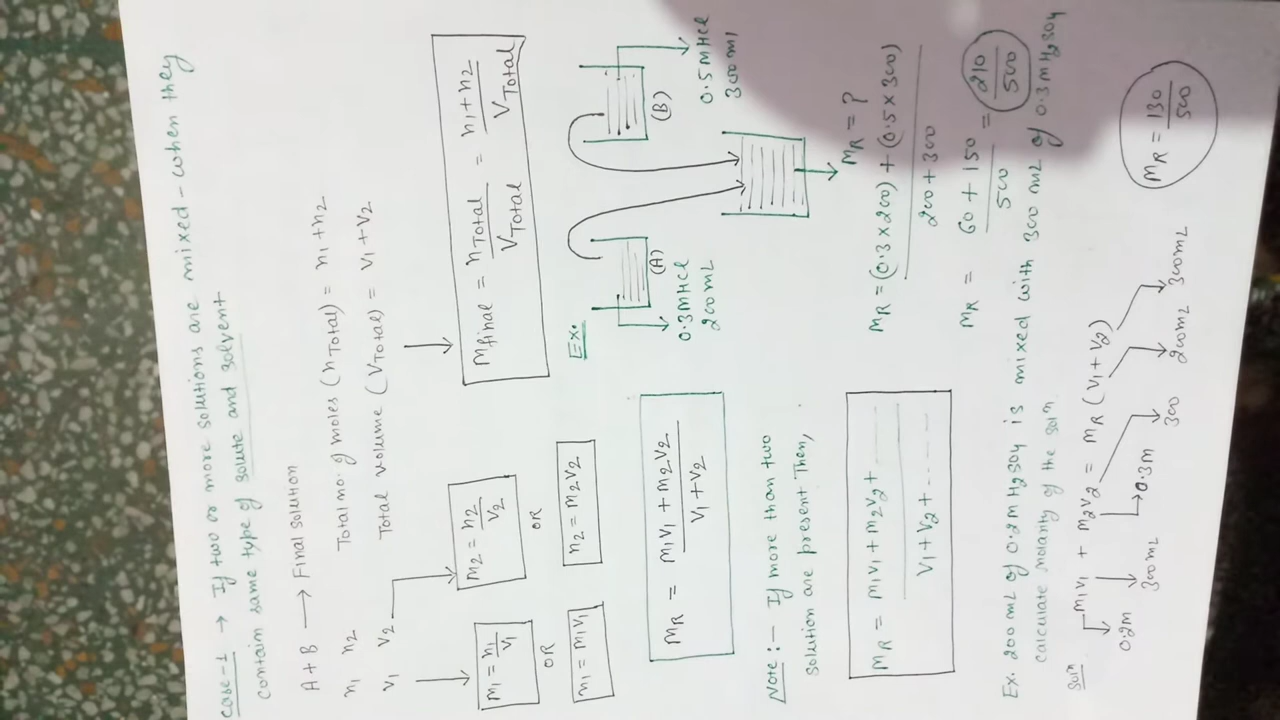 Case-1 → If two or more solutions are mixed - when they
contain same type of solute and solvent
A + B → Final solution
n1 n2 Total no. of moles (nTotal) = n1 + n2
V1 V2 Total volume (VTotal) = V1 + V2
M1 = n1/V1 M2 = n2/V2
OR OR
n1 = M1V1 n2 = M2V2
Mfinal = nTotal/VTotal = n1 + n2/VTotal
MR = M1V1 + M2V2/V1 + V2
Ex.
(A) (B)
0.3 M HCl
200 mL
0.5 M HCl
300 ml
MR = ?
MR = (0.3 x 200) + (0.5 x 300)/200 + 300
MR = 60 + 150/500 = 210/500
Note :- If more than two
solution are present Then,
MR = M1V1 + M2V2 + ......./V1 + V2 + .......
Ex. 200 mL of 0.2 M H2SO4 is mixed with 300 mL of 0.3 M H2SO4
calculate molarity of the solⁿ
Solⁿ M1V1 + M2V2 = MR (V1 + V2)
0.2M 300 mL 0.3M 300 200 mL 300 mL
MR = 130/500